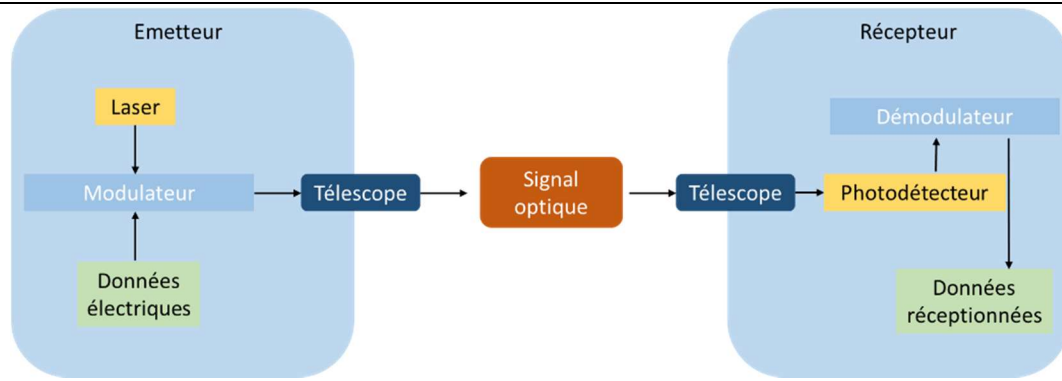 Emetteur
Laser
Modulateur
Données
électriques
Télescope
Signal
optique
Récepteur
Télescope
Photodétecteur
Démodulateur
Données
réceptionnées